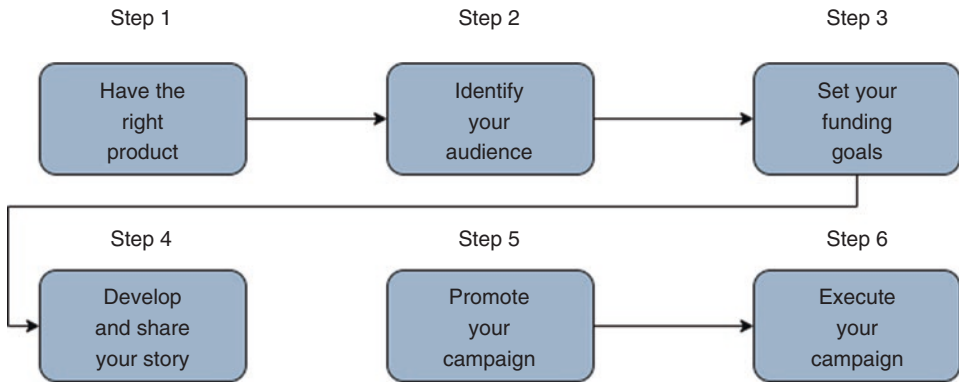 Step 1
Have the
right
product
Step 2
Identify
your
audience
Step 3
Set your
funding
goals
Step 4
Develop
and share
your story
Step 5
Promote
your
campaign
Step 6
Execute
your
campaign